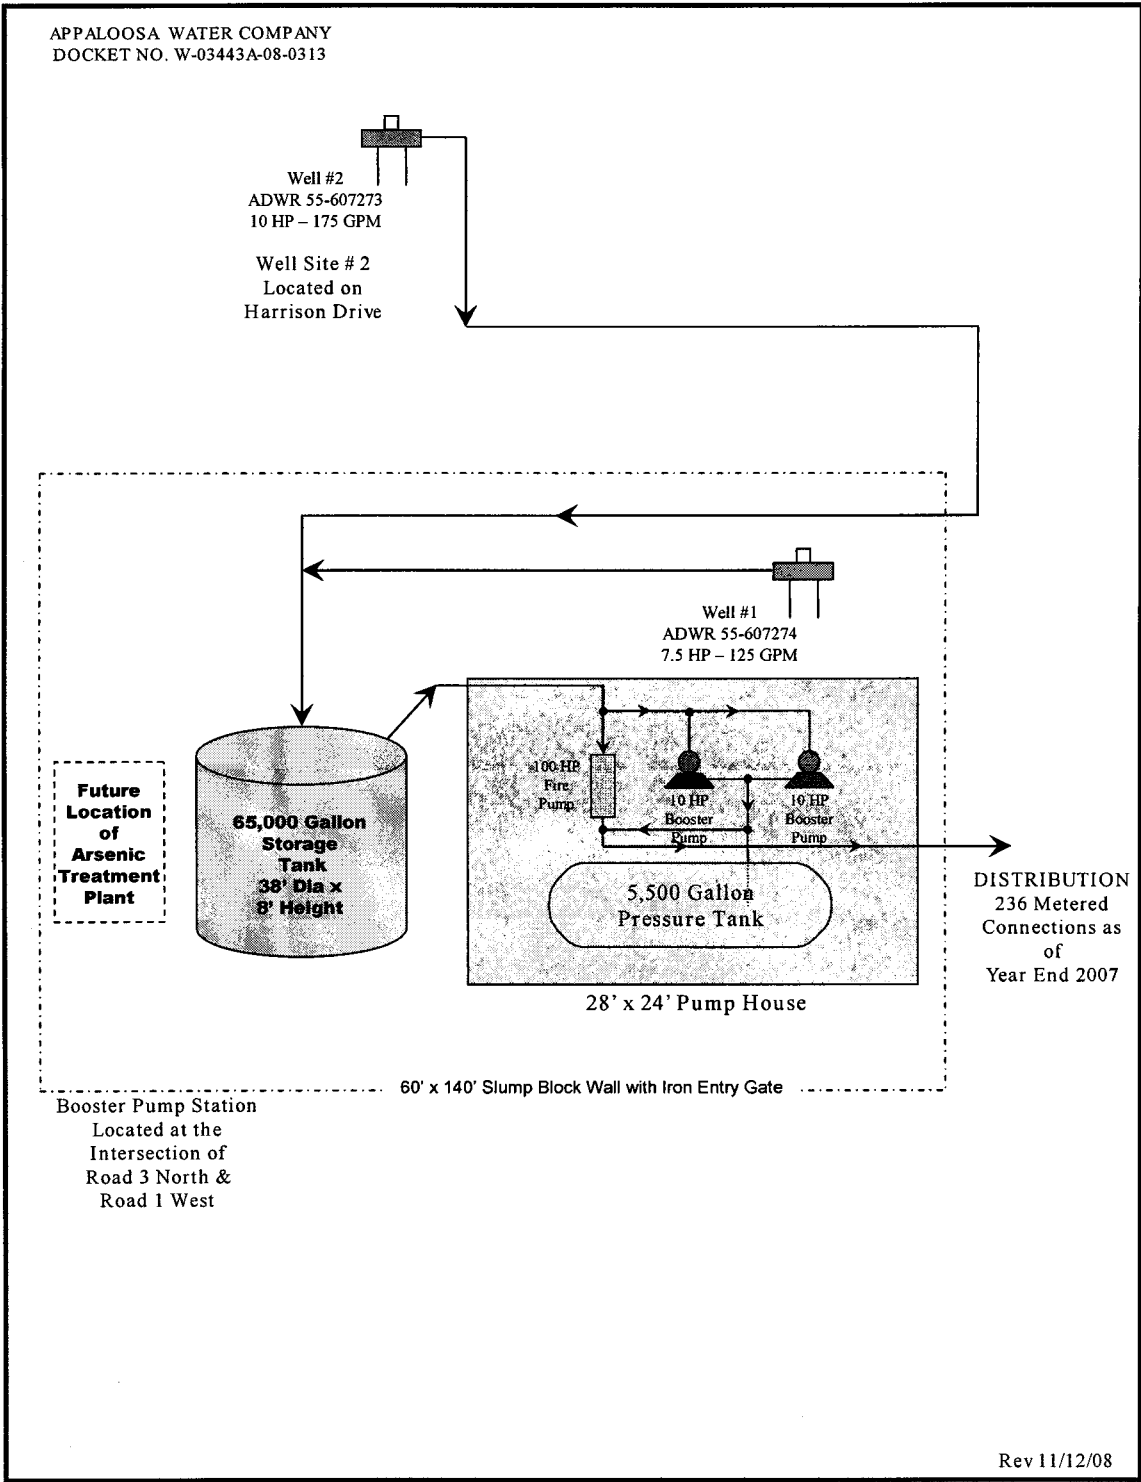 APPALOOSA WATER COMPANY
DOCKET NO. W-03443A-08-0313
Well #2
ADWR 55-607273
10 HP – 175 GPM
Well Site # 2
Located on
Harrison Drive
Well #1
ADWR 55-607274
7.5 HP – 125 GPM
Future
Location
of
Arsenic
Treatment
Plant
65,000 Gallon
Storage
Tank
38' Dia x
8' Height
100 HP
Fire
Pump
10 HP
Booster
Pump
10 HP
Booster
Pump
5,500 Gallon
Pressure Tank
28' x 24' Pump House
DISTRIBUTION
236 Metered
Connections as
of
Year End 2007
60' x 140' Slump Block Wall with Iron Entry Gate
Booster Pump Station
Located at the
Intersection of
Road 3 North &
Road 1 West
Rev 11/12/08